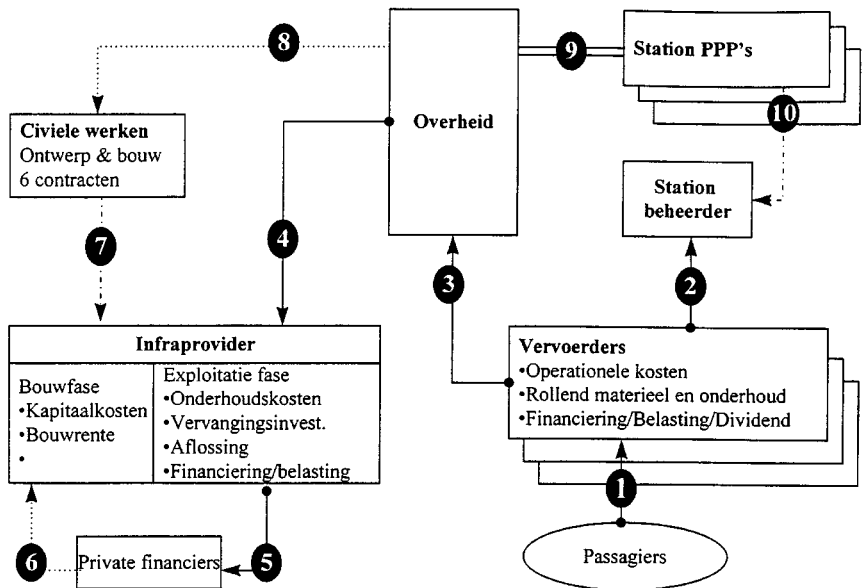 8
9
Station PPP's
10
Overheid
Civiele werken
Ontwerp & bouw
6 contracten
Station
beheerder
7
4
3
2
Infraprovider
Bouwfase
•Kapitaalkosten
•Bouwrente
•
Exploitatie fase
•Onderhoudskosten
•Vervangingsinvest.
•Aflossing
•Financiering/belasting
Vervoerders
•Operationele kosten
•Rollend materieel en onderhoud
•Financiering/Belasting/Dividend
1
6
Private financiers
5
Passagiers